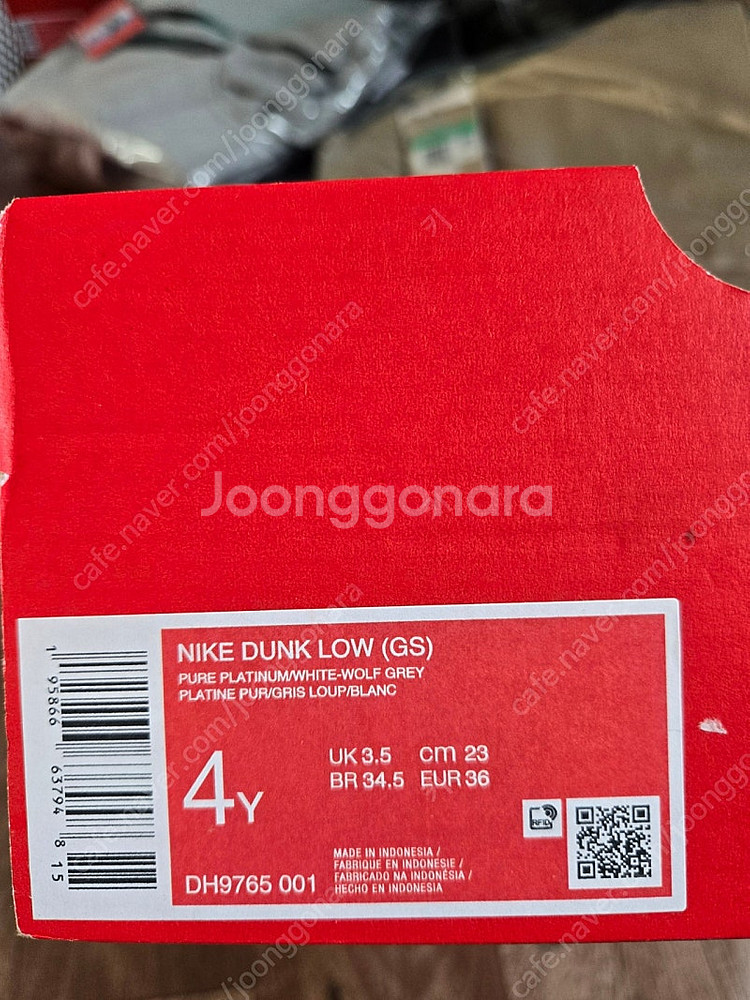 Joonggonara
cafe.naver.com/joonggonara
NIKE DUNK LOW (GS)
PURE PLATINUM/WHITE-WOLF GREY
PLATINE PUR/GRIS LOUP/BLANC
4Y
UK 3.5 cm 23
BR 34.5 EUR 36
RFID
DH9765 001
MADE IN INDONESIA /
FABRIQUE EN INDONESIE /
FABRICADO NA INDONÉSIA /
HECHO EN INDONESIA
1 95866 63794 8 15